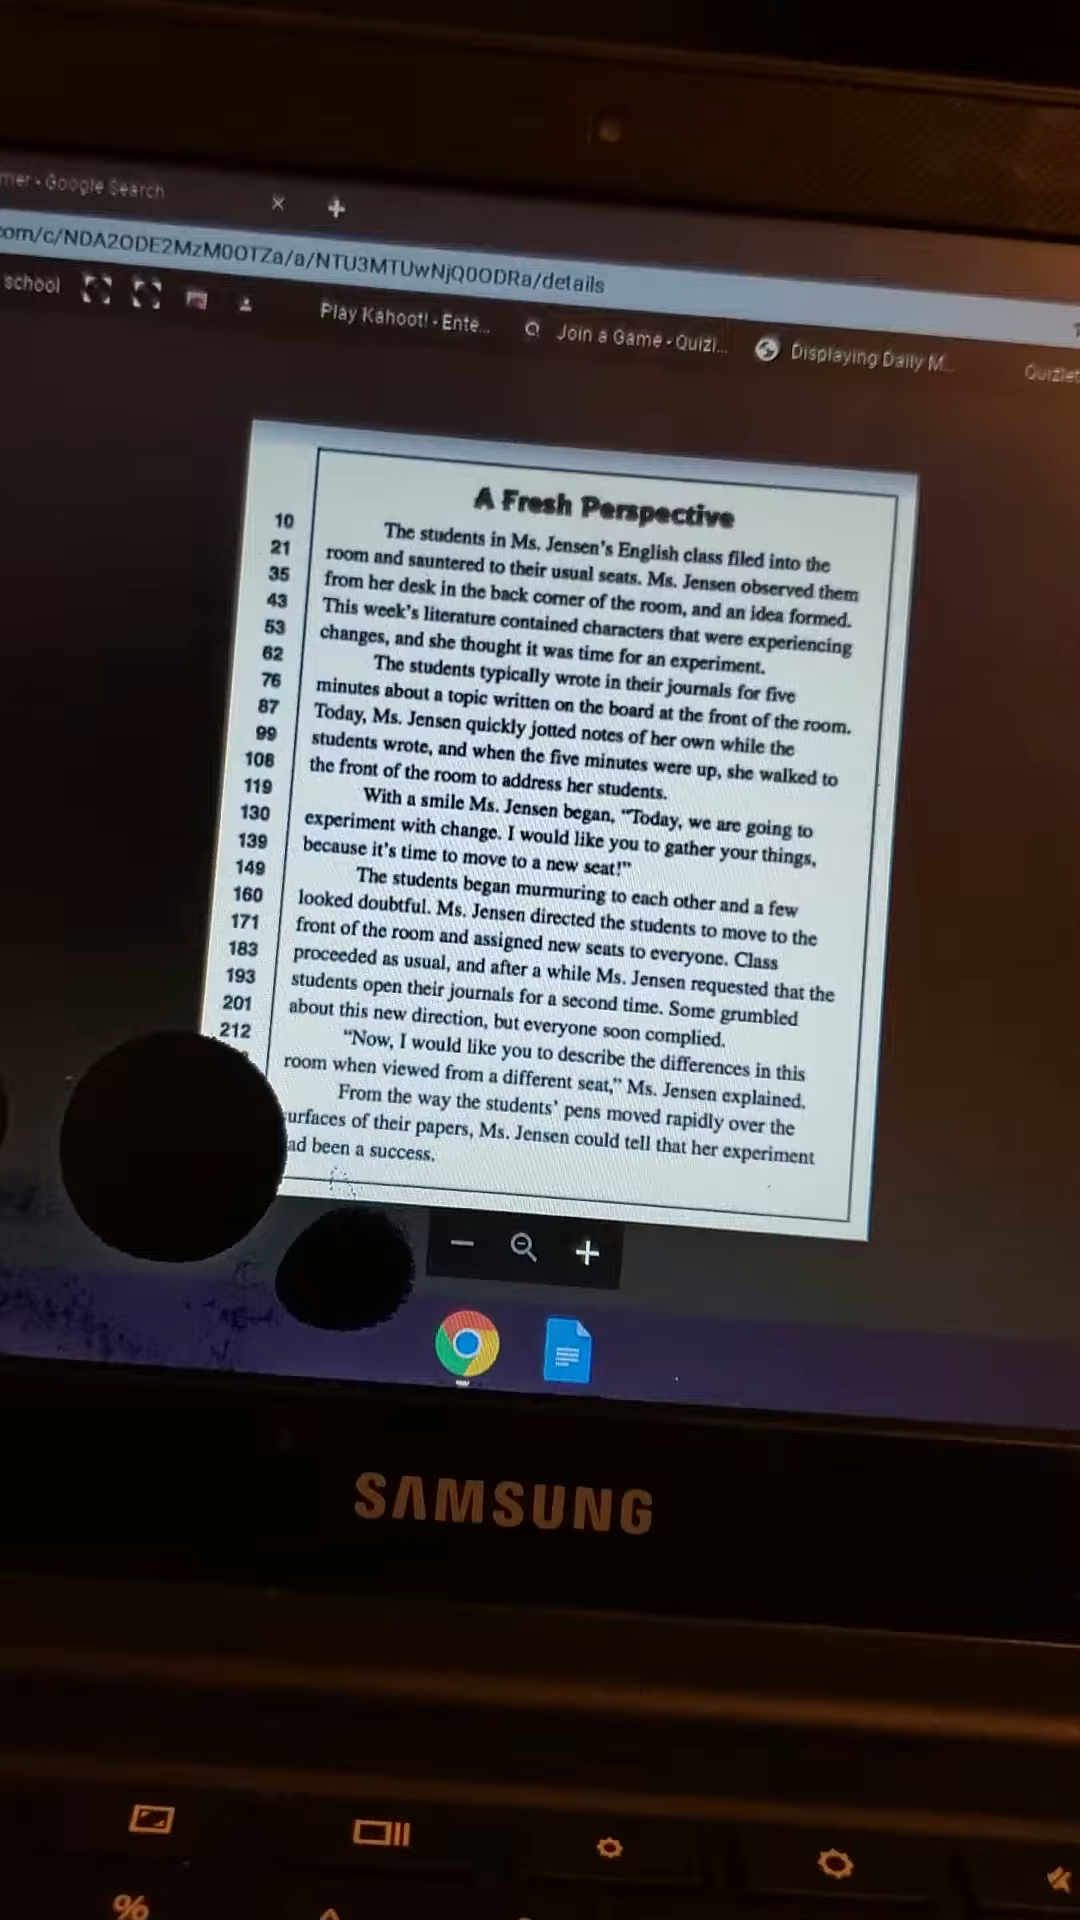 mer - Google Search
com/c/NDA2ODE2MzM0OTZa/a/NTU3MTUwNjQ0ODRa/details
school Play Kahoot! - Ente... Join a Game - Quizi... Displaying Daily M... Quizlet
A Fresh Perspective
10 The students in Ms. Jensen's English class filed into the
21 room and sauntered to their usual seats. Ms. Jensen observed them
35 from her desk in the back corner of the room, and an idea formed.
43 This week's literature contained characters that were experiencing
53 changes, and she thought it was time for an experiment.
62 The students typically wrote in their journals for five
76 minutes about a topic written on the board at the front of the room.
87 Today, Ms. Jensen quickly jotted notes of her own while the
99 students wrote, and when the five minutes were up, she walked to
108 the front of the room to address her students.
119 With a smile Ms. Jensen began, "Today, we are going to
130 experiment with change. I would like you to gather your things,
139 because it's time to move to a new seat!"
149 The students began murmuring to each other and a few
160 looked doubtful. Ms. Jensen directed the students to move to the
171 front of the room and assigned new seats to everyone. Class
183 proceeded as usual, and after a while Ms. Jensen requested that the
193 students open their journals for a second time. Some grumbled
201 about this new direction, but everyone soon complied.
212 "Now, I would like you to describe the differences in this
room when viewed from a different seat," Ms. Jensen explained.
From the way the students' pens moved rapidly over the
urfaces of their papers, Ms. Jensen could tell that her experiment
ad been a success.
SAMSUNG
%